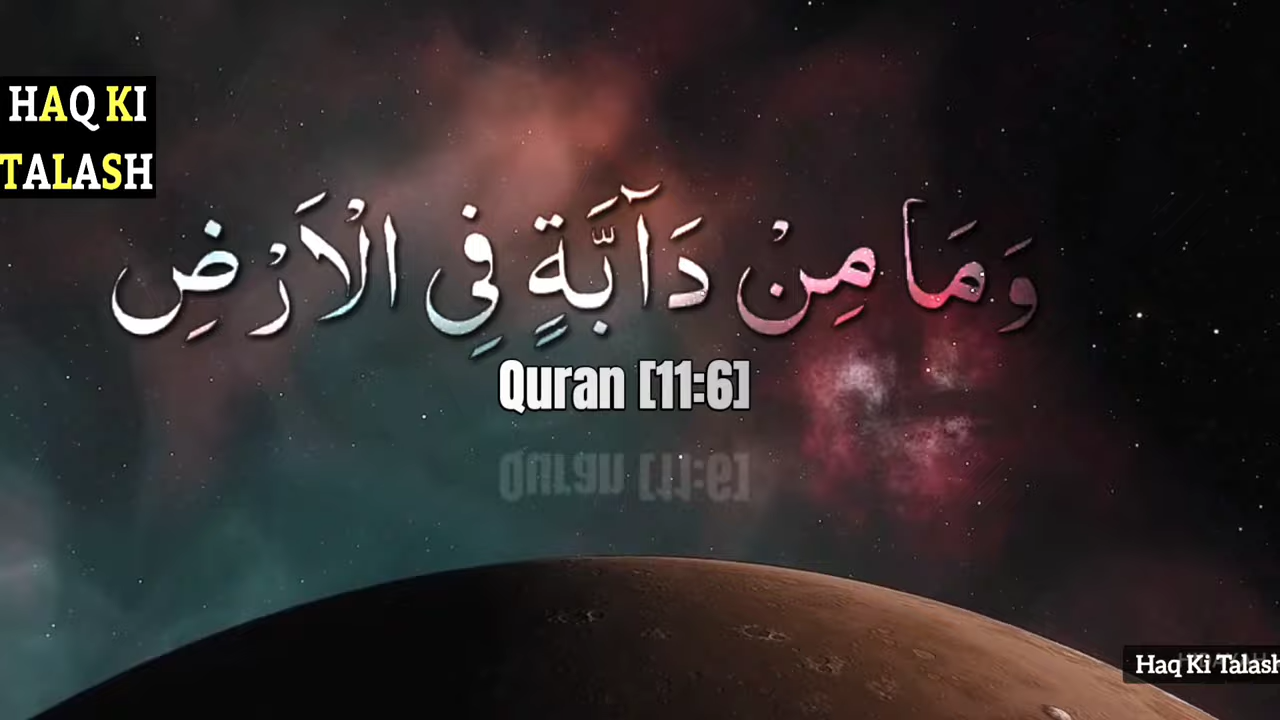 HAQ KI
TALASH
وَمَا مِنْ دَآبَّةٍ فِى الْاَرْضِ
Quran [11:6]
Haq Ki Talash